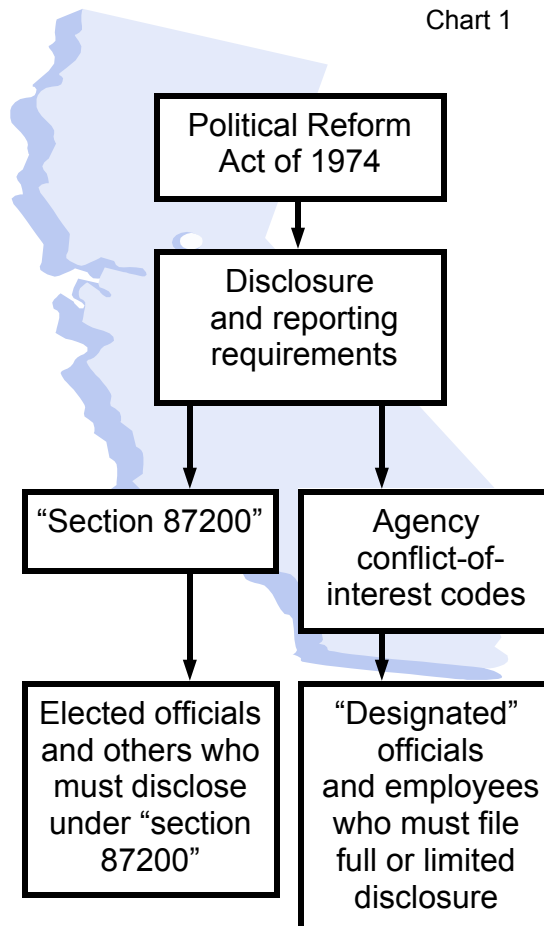 Chart 1
Political Reform
Act of 1974
Disclosure
and reporting
requirements
“Section 87200”
Agency
conflict-of-
interest codes
Elected officials
and others who
must disclose
under “section
87200”
“Designated”
officials
and employees
who must file
full or limited
disclosure